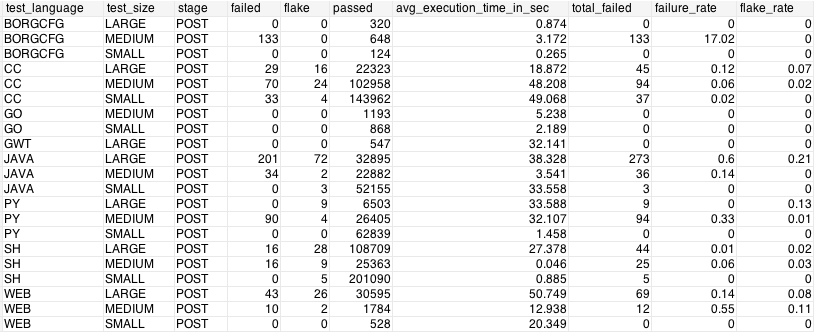 test_language test_size stage failed flake passed avg_execution_time_in_sec total_failed failure_rate flake_rate
BORGCFG LARGE POST 0 0 320 0.874 0 0 0
BORGCFG MEDIUM POST 133 0 648 3.172 133 17.02 0
BORGCFG SMALL POST 0 0 124 0.265 0 0 0
CC LARGE POST 29 16 22323 18.872 45 0.12 0.07
CC MEDIUM POST 70 24 102958 48.208 94 0.06 0.02
CC SMALL POST 33 4 143962 49.068 37 0.02 0
GO MEDIUM POST 0 0 1193 5.238 0 0 0
GO SMALL POST 0 0 868 2.189 0 0 0
GWT LARGE POST 0 0 547 32.141 0 0 0
JAVA LARGE POST 201 72 32895 38.328 273 0.6 0.21
JAVA MEDIUM POST 34 2 22882 3.541 36 0.14 0
JAVA SMALL POST 0 3 52155 33.558 3 0 0
PY LARGE POST 0 9 6503 33.588 9 0 0.13
PY MEDIUM POST 90 4 26405 32.107 94 0.33 0.01
PY SMALL POST 0 0 62839 1.458 0 0 0
SH LARGE POST 16 28 108709 27.378 44 0.01 0.02
SH MEDIUM POST 16 9 25363 0.046 25 0.06 0.03
SH SMALL POST 0 5 201090 0.885 5 0 0
WEB LARGE POST 43 26 30595 50.749 69 0.14 0.08
WEB MEDIUM POST 10 2 1784 12.938 12 0.55 0.11
WEB SMALL POST 0 0 528 20.349 0 0 0